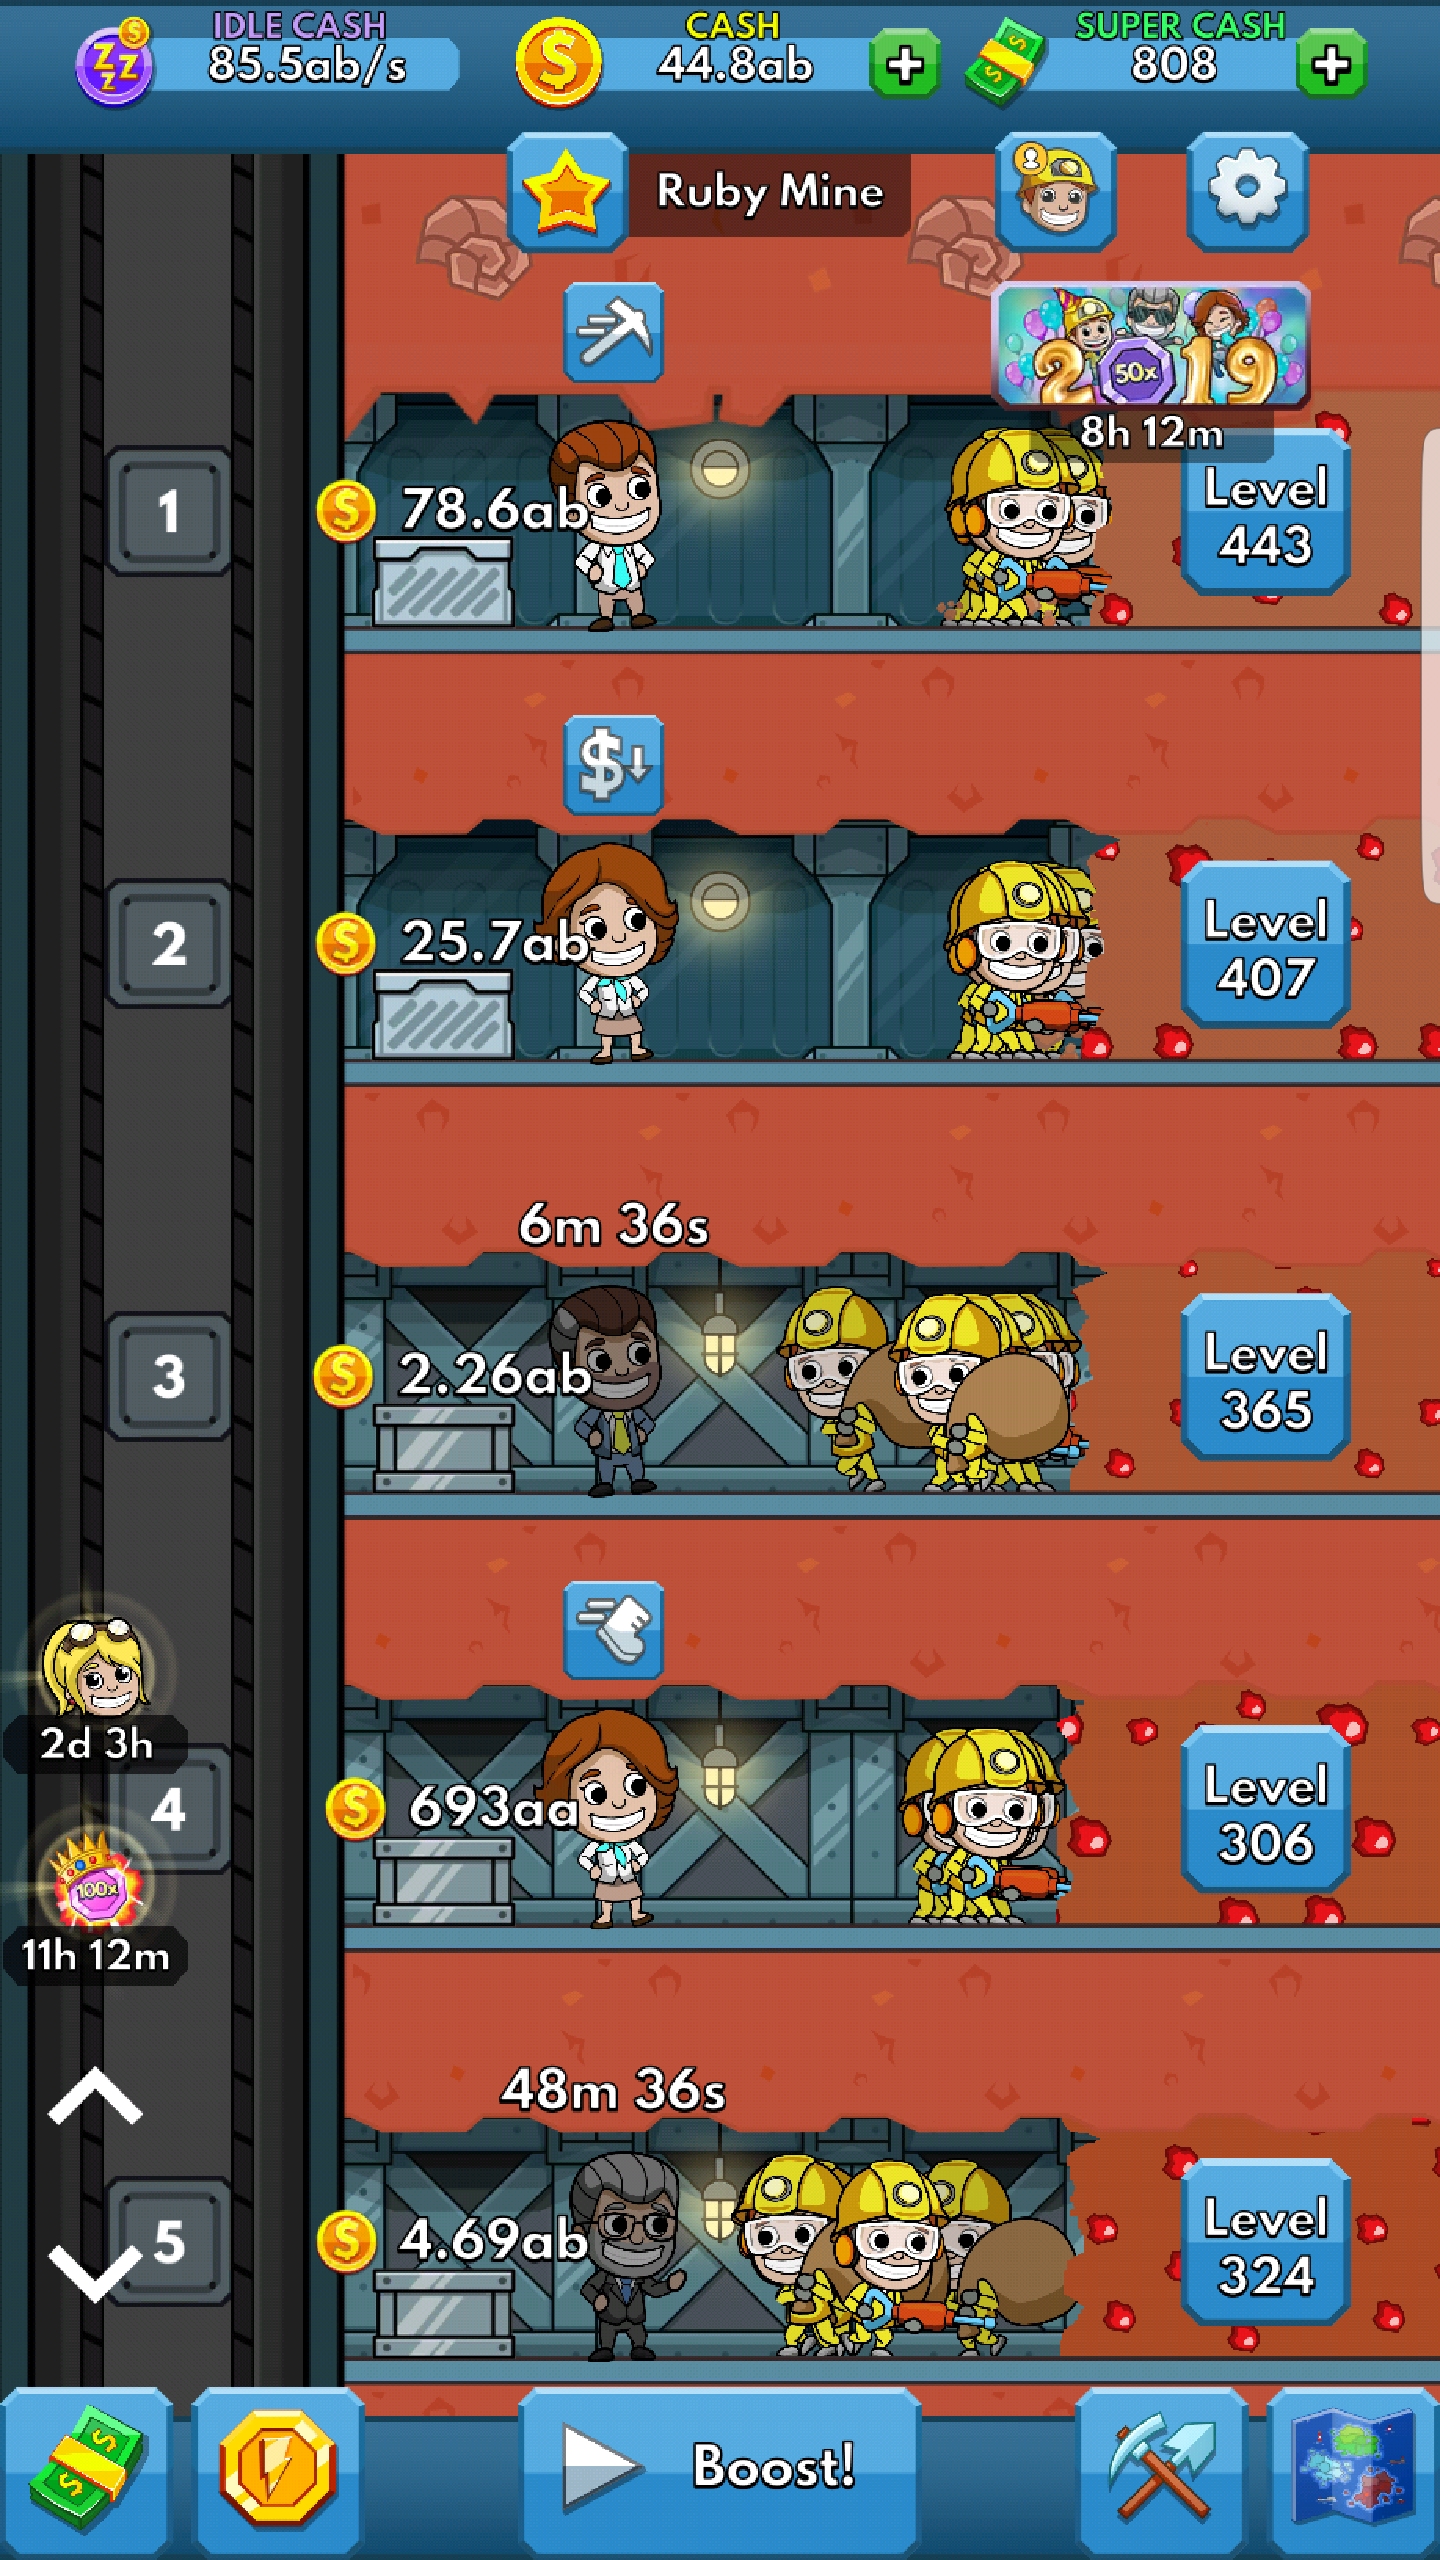 IDLE CASH
85.5ab/s
CASH
44.8ab
SUPER CASH
808
Ruby Mine
2019
50x
8h 12m
1
78.6ab
Level
443
2
25.7ab
Level
407
6m 36s
3
2.26ab
Level
365
2d 3h
4
693aa
Level
306
100x
11h 12m
48m 36s
5
4.69ab
Level
324
Boost!